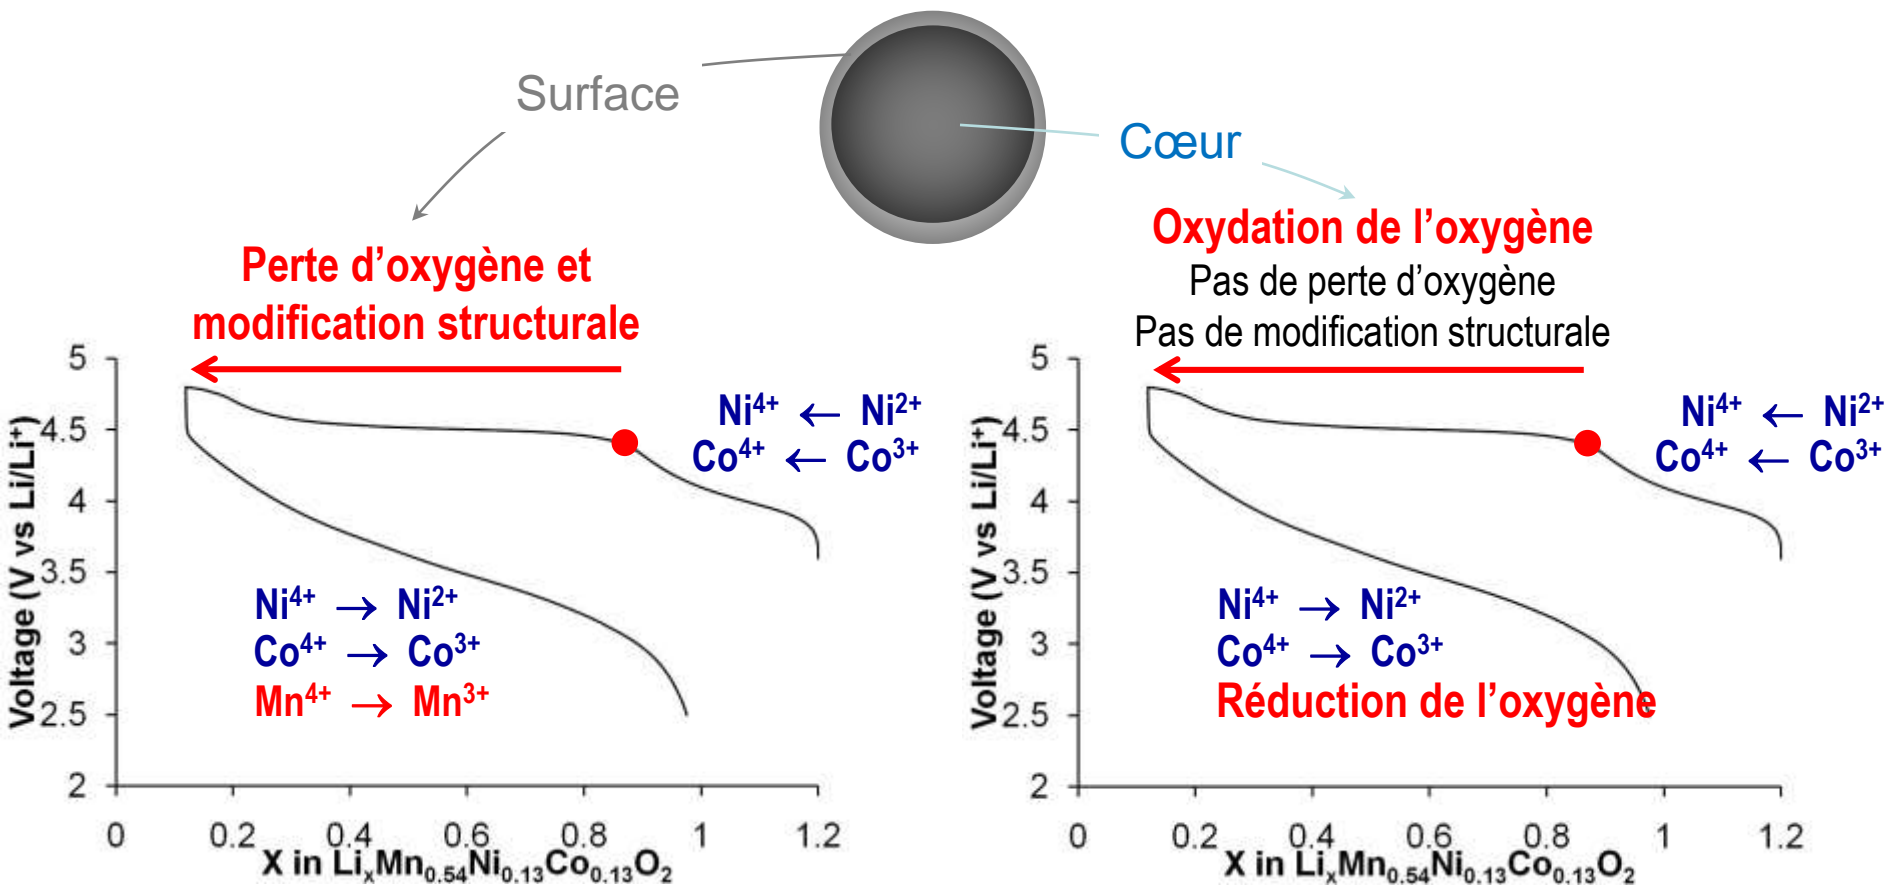 Surface
Cœur
Perte d’oxygène et
modification structurale
Oxydation de l’oxygène
Pas de perte d’oxygène
Pas de modification structurale
5
4.5
4
3.5
3
2.5
2
Voltage (V vs Li/Li⁺)
Ni⁴⁺ ← Ni²⁺
Co⁴⁺ ← Co³⁺
Ni⁴⁺ → Ni²⁺
Co⁴⁺ → Co³⁺
Mn⁴⁺ → Mn³⁺
0 0.2 0.4 0.6 0.8 1 1.2
X in LiₓMn₀.₅₄Ni₀.₁₃Co₀.₁₃O₂
5
4.5
4
3.5
3
2.5
2
Voltage (V vs Li/Li⁺)
Ni⁴⁺ ← Ni²⁺
Co⁴⁺ ← Co³⁺
Ni⁴⁺ → Ni²⁺
Co⁴⁺ → Co³⁺
Réduction de l’oxygène
0 0.2 0.4 0.6 0.8 1 1.2
X in LiₓMn₀.₅₄Ni₀.₁₃Co₀.₁₃O₂